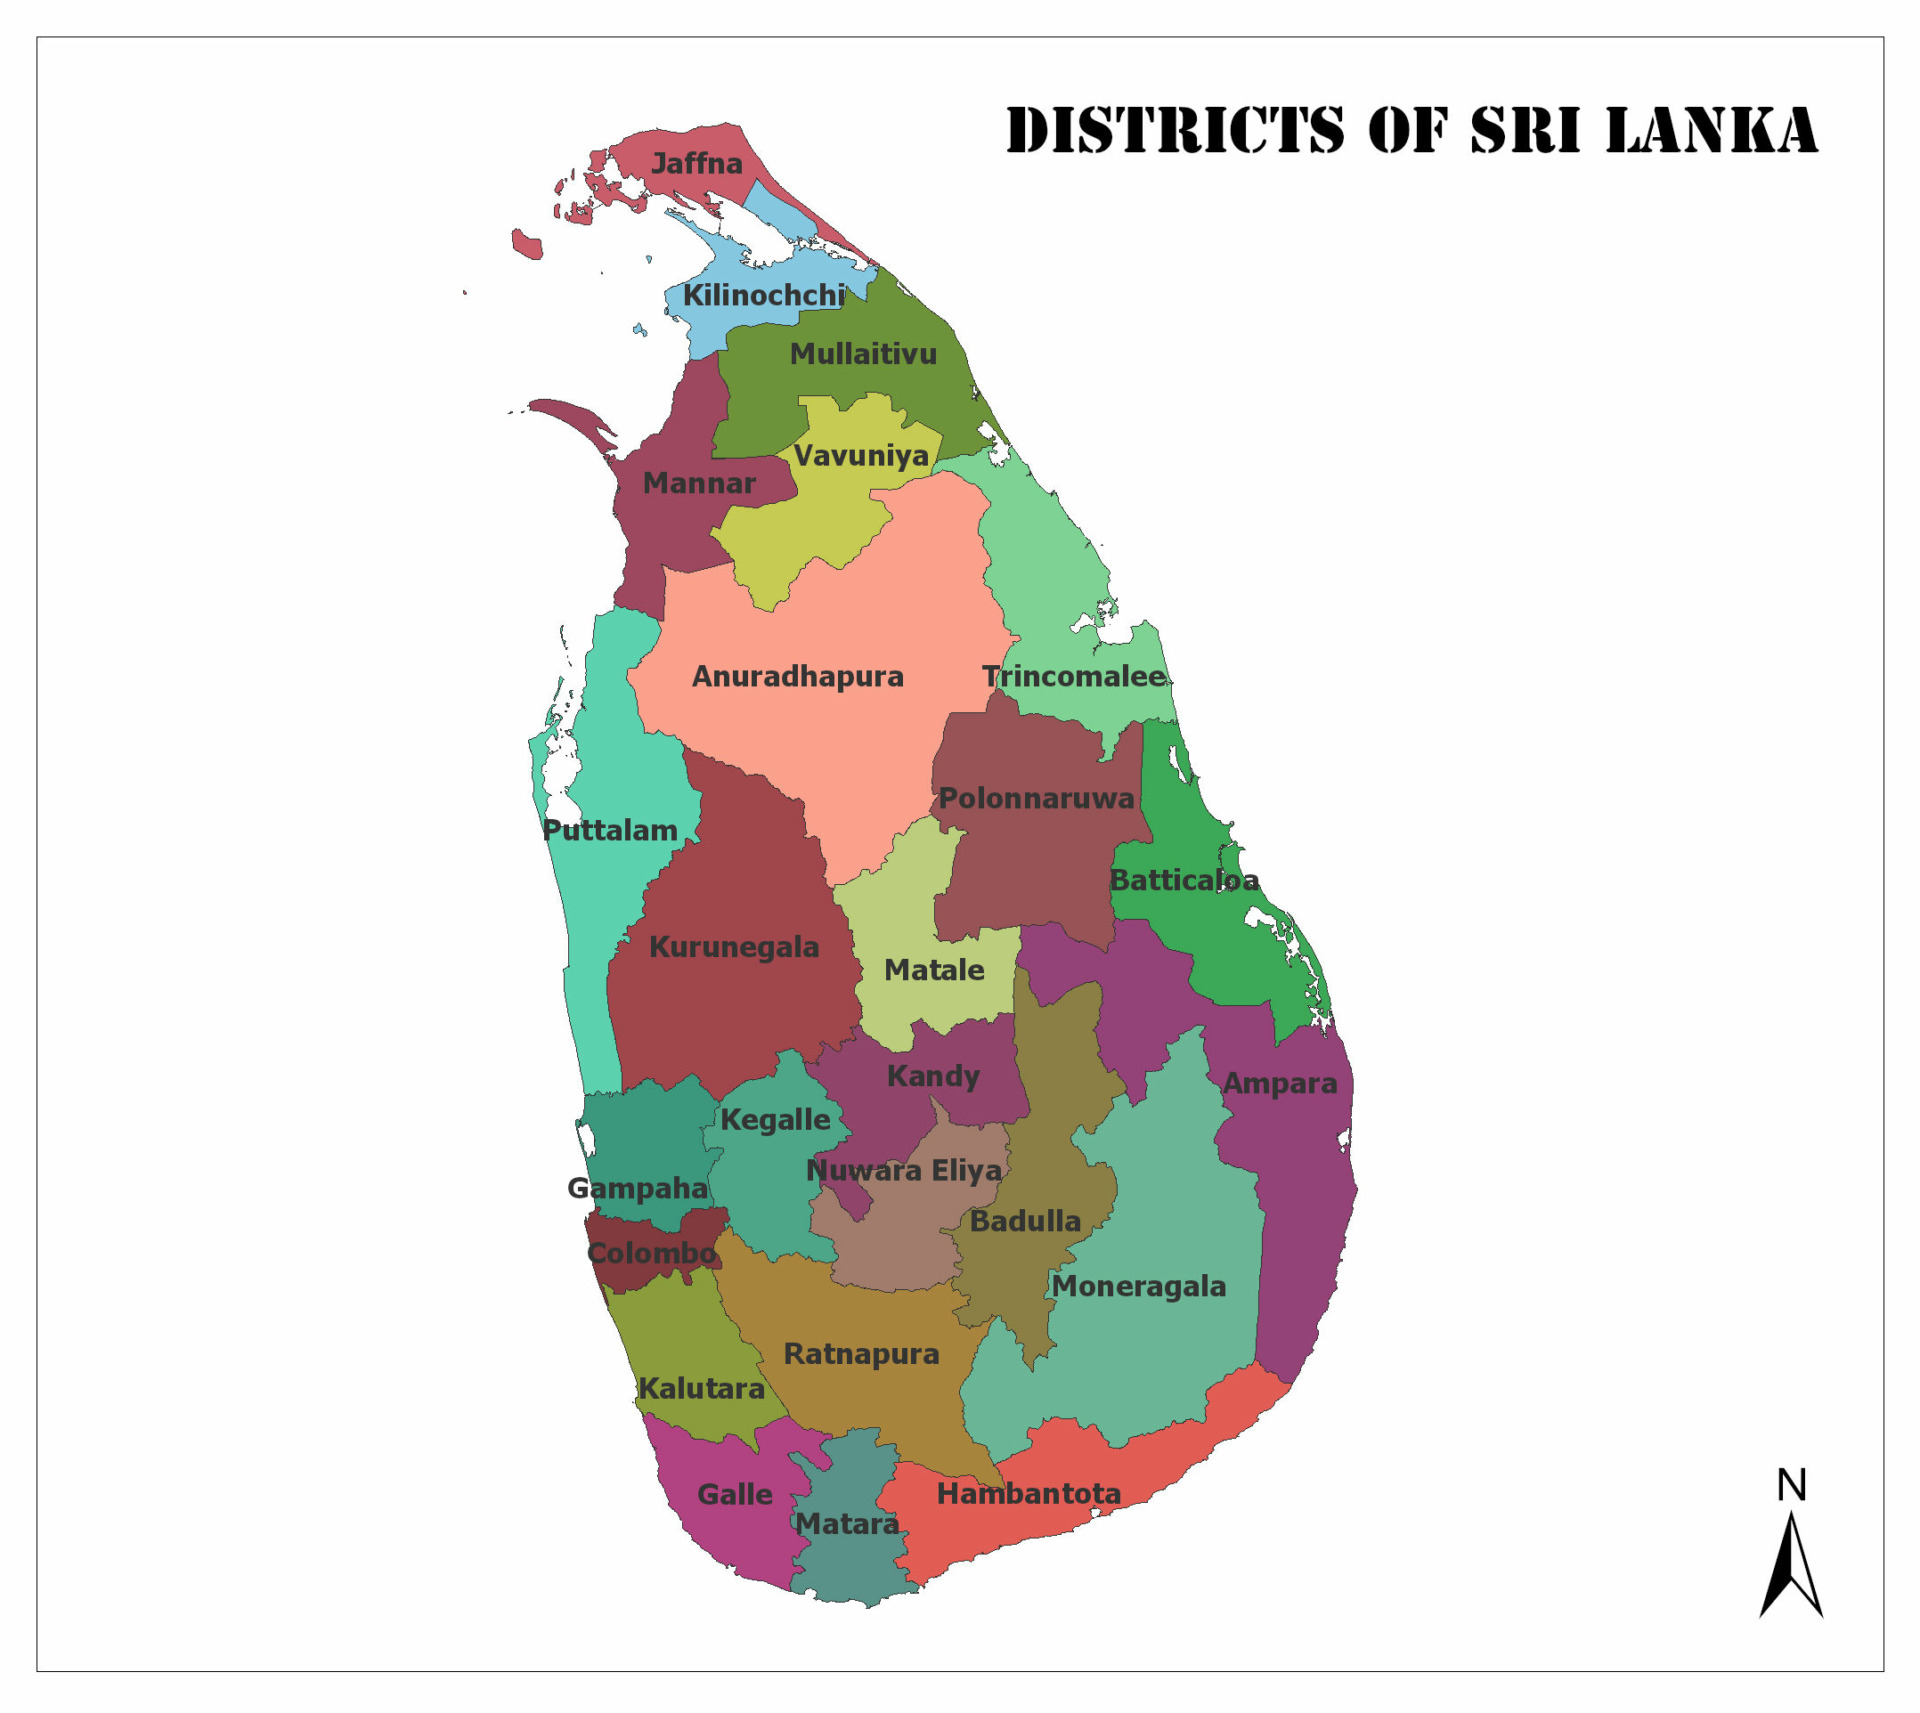 DISTRICTS OF SRI LANKA
Jaffna
Kilinochchi
Mullaitivu
Vavuniya
Mannar
Anuradhapura
Trincomalee
Polonnaruwa
Puttalam
Batticaloa
Kurunegala
Matale
Kandy
Ampara
Kegalle
Nuwara Eliya
Gampaha
Badulla
Colombo
Moneragala
Ratnapura
Kalutara
Galle
Hambantota
Matara
N